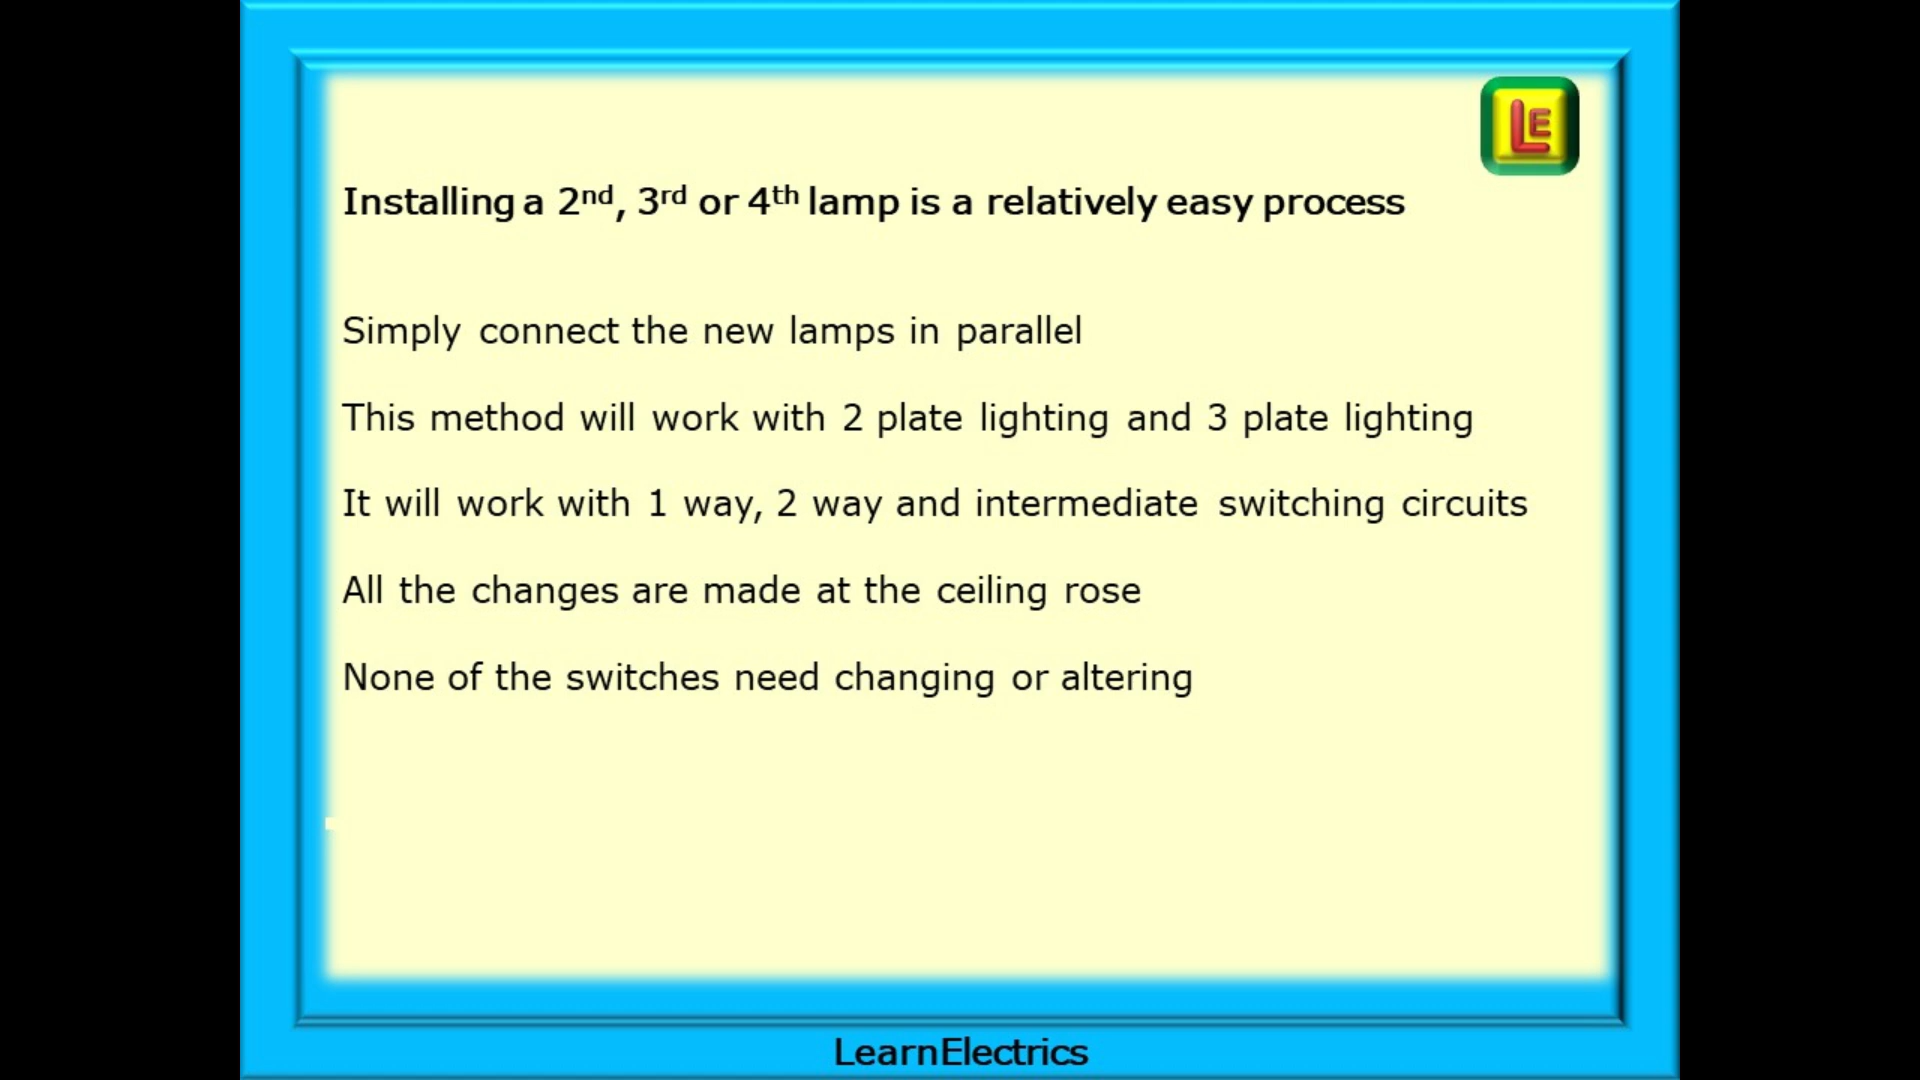 LE
Installing a 2nd, 3rd or 4th lamp is a relatively easy process
Simply connect the new lamps in parallel
This method will work with 2 plate lighting and 3 plate lighting
It will work with 1 way, 2 way and intermediate switching circuits
All the changes are made at the ceiling rose
None of the switches need changing or altering
LearnElectrics